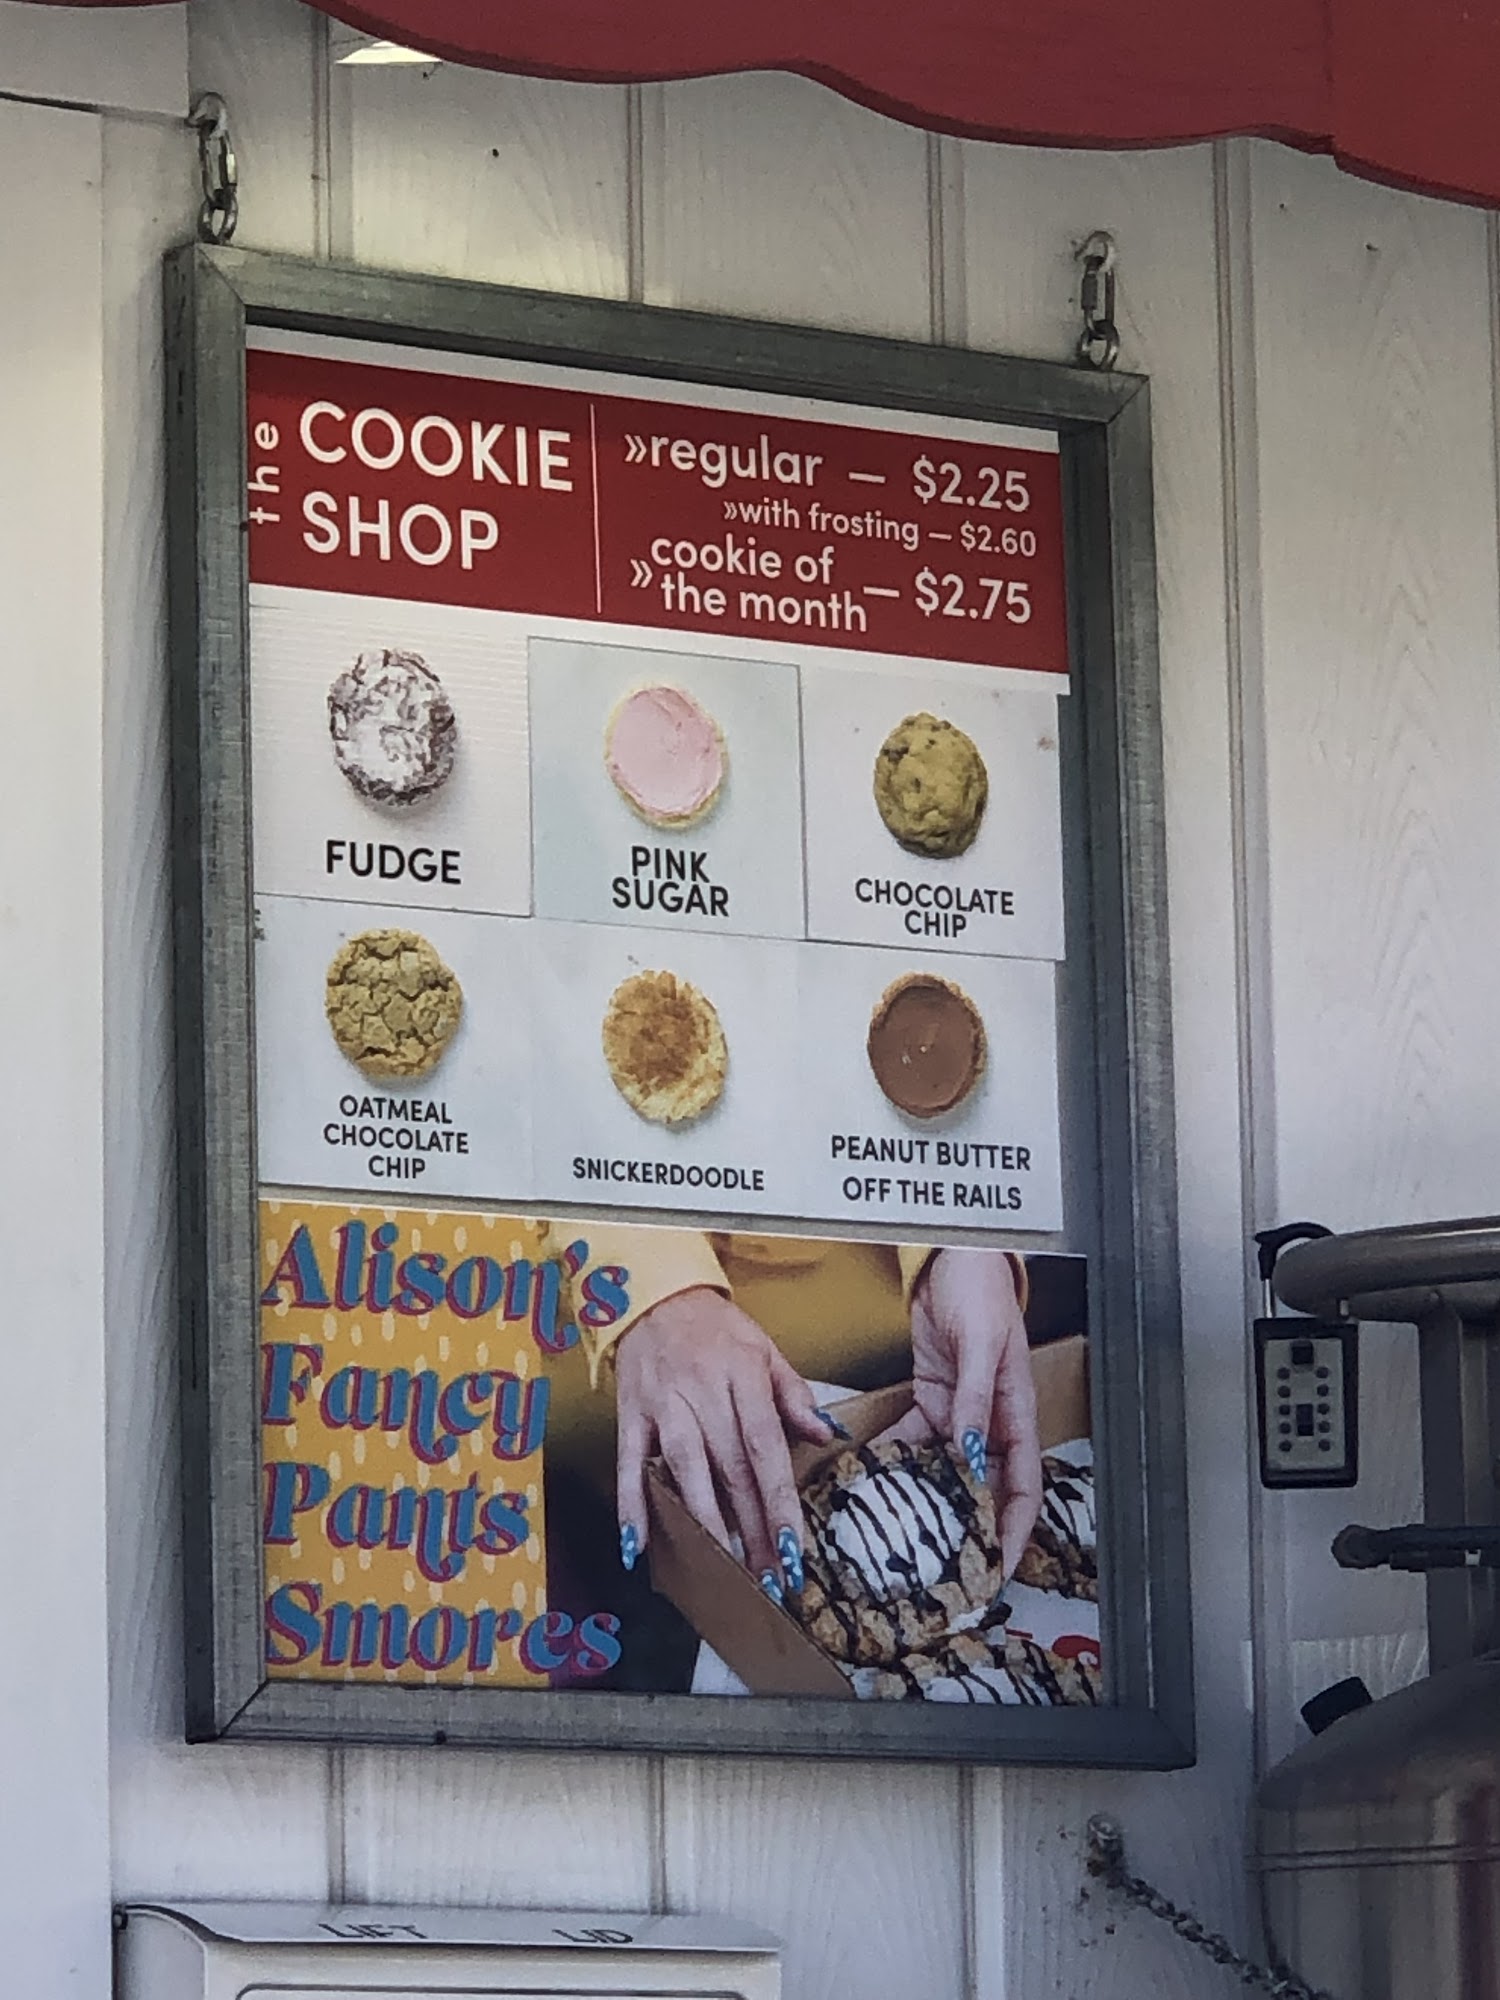 the
COOKIE
SHOP
»regular — $2.25
»with frosting — $2.60
»cookie of
the month — $2.75
FUDGE
PINK
SUGAR
CHOCOLATE
CHIP
OATMEAL
CHOCOLATE
CHIP
SNICKERDOODLE
PEANUT BUTTER
OFF THE RAILS
Alison's
Fancy
Pants
Smores
LIFT LID